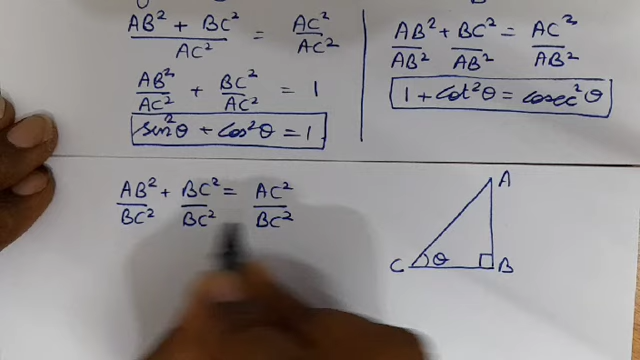 AB² + BC² / AC² = AC² / AC²
AB² / AC² + BC² / AC² = 1
sin²θ + cos²θ = 1
AB² / AB² + BC² / AB² = AC² / AB²
1 + cot²θ = cosec²θ
AB² / BC² + BC² / BC² = AC² / BC²
A
C θ B